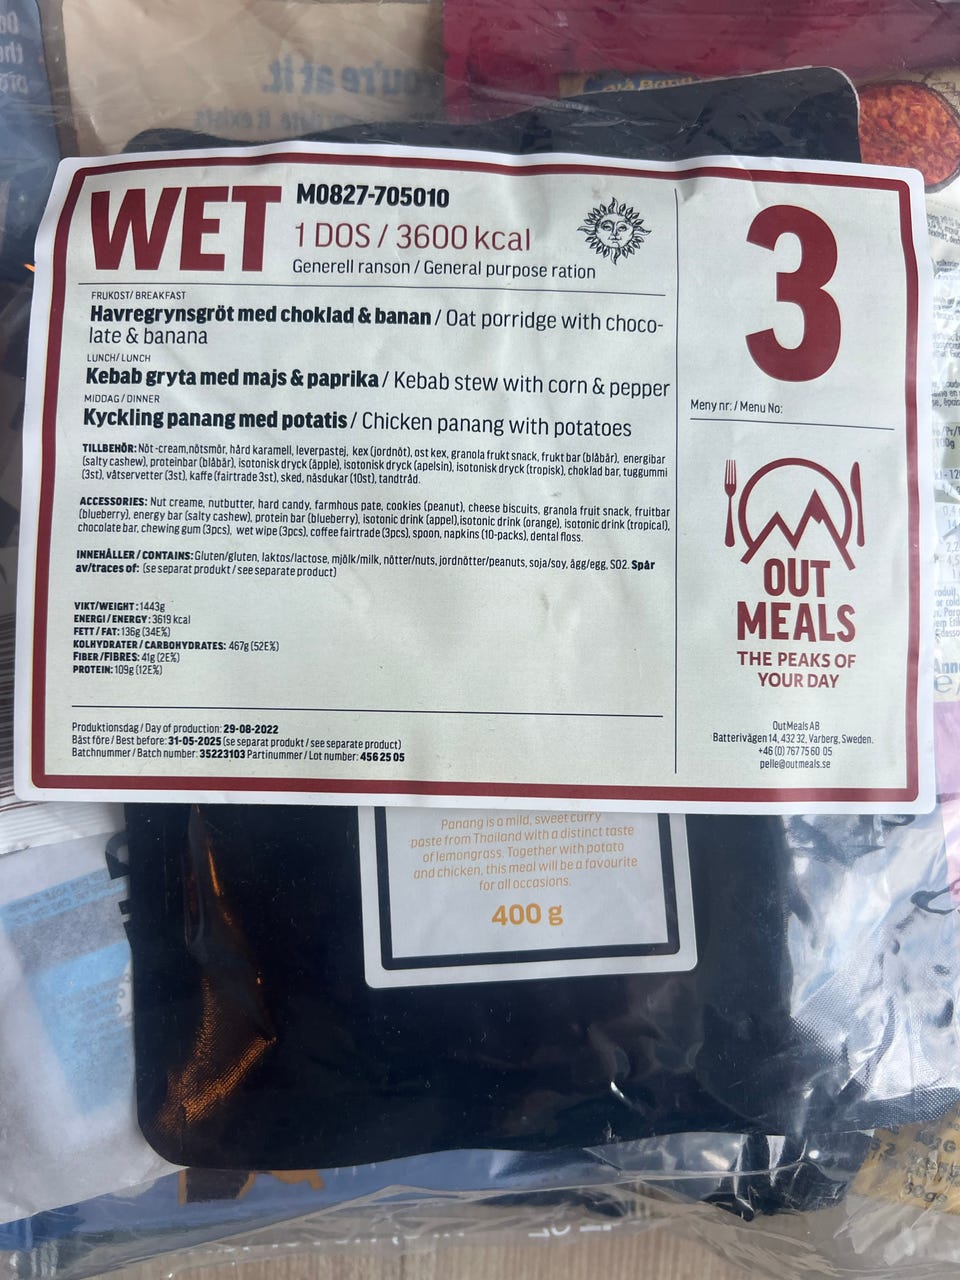 you're at it.
WET
M0827-705010
1 DOS / 3600 kcal
Generell ranson / General purpose ration
FRUKOST/ BREAKFAST
Havregrynsgröt med choklad & banan / Oat porridge with choco-
late & banana
LUNCH/ LUNCH
Kebab gryta med majs & paprika / Kebab stew with corn & pepper
MIDDAG / DINNER
Kyckling panang med potatis / Chicken panang with potatoes
TILLBEHÖR: Nöt-cream,nötsmör, hård karamell, leverpastej, kex (jordnöt), ost kex, granola frukt snack, frukt bar (blåbär), energibar
(salty cashew), proteinbar (blåbär), isotonisk dryck (äpple), isotonisk dryck (apelsin), isotonisk dryck (tropisk), choklad bar, tuggummi
(3st), våtservetter (3st), kaffe (fairtrade 3st), sked, näsdukar (10st), tandtråd.
ACCESSORIES: Nut creame, nutbutter, hard candy, farmhous pate, cookies (peanut), cheese biscuits, granola fruit snack, fruitbar
(blueberry), energy bar (salty cashew), protein bar (blueberry), isotonic drink (appel),isotonic drink (orange), isotonic drink (tropical),
chocolate bar, chewing gum (3pcs), wet wipe (3pcs), coffee fairtrade (3pcs), spoon, napkins (10-packs), dental floss.
INNEHÅLLER / CONTAINS: Gluten/gluten, laktos/lactose, mjölk/milk, nötter/nuts, jordnötter/peanuts, soja/soy, ägg/egg, SO2. Spår
av/traces of: (se separat produkt / see separate product)
VIKT/WEIGHT: 1443g
ENERGI / ENERGY: 3619 kcal
FETT / FAT: 136g (34E%)
KOLHYDRATER / CARBOHYDRATES: 467g (52E%)
FIBER /FIBRES: 41g (2E%)
PROTEIN: 109g (12E%)
Produktionsdag / Day of production: 29-08-2022
Bäst före / Best before: 31-05-2025 (se separat produkt / see separate product)
Batchnummer / Batch number: 35223103 Partinummer / Lot number: 456 25 05
3
Meny nr: / Menu No:
OUT
MEALS
THE PEAKS OF
YOUR DAY
OutMeals AB
Batterivägen 14, 432 32, Varberg, Sweden.
+46 (0) 767 75 60 05
pelle@outmeals.se
Panang is a mild, sweet curry
paste from Thailand with a distinct taste
of lemongrass. Together with potato
and chicken, this meal will be a favourite
for all occasions.
400 g